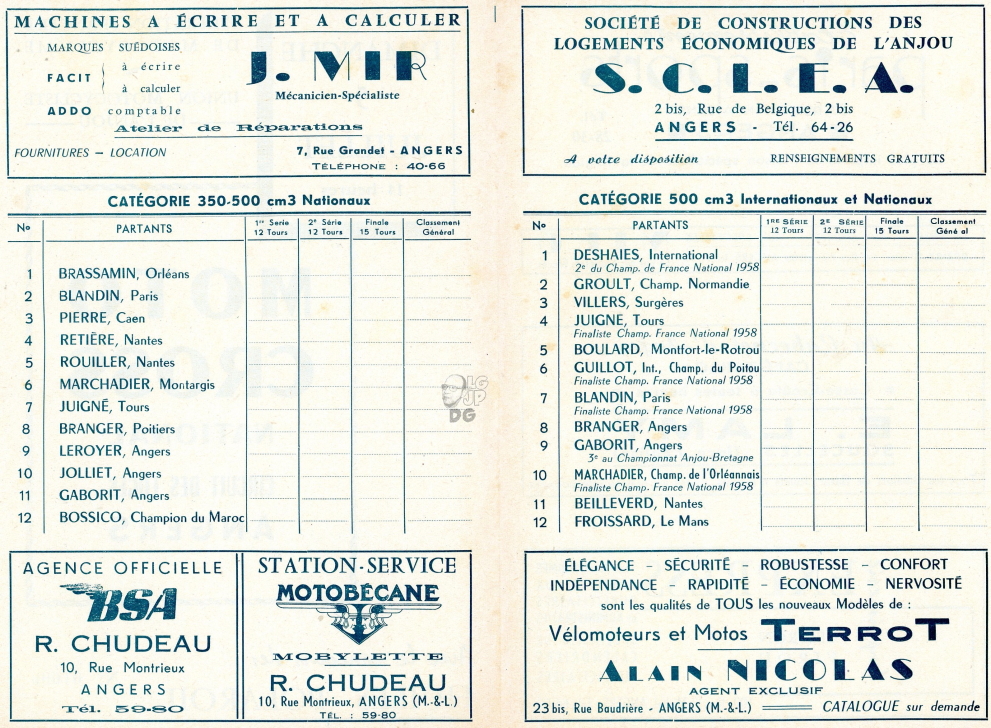 MACHINES A ÉCRIRE ET A CALCULER
MARQUES SUÉDOISES
FACIT
à écrire
à calculer
ADDO comptable
J. MIR
Mécanicien-Spécialiste
Atelier de Réparations
FOURNITURES – LOCATION
7, Rue Grandet - ANGERS
TÉLÉPHONE : 40-66
CATÉGORIE 350-500 cm3 Nationaux
No PARTANTS 1re Serie 12 Tours 2e Série 12 Tours Finale 15 Tours Classement Général
1 BRASSAMIN, Orléans
2 BLANDIN, Paris
3 PIERRE, Caen
4 RETIÈRE, Nantes
5 ROUILLER, Nantes
6 MARCHADIER, Montargis
7 JUIGNÉ, Tours
8 BRANGER, Poitiers
9 LEROYER, Angers
10 JOLLIET, Angers
11 GABORIT, Angers
12 BOSSICO, Champion du Maroc
AGENCE OFFICIELLE
BSA
R. CHUDEAU
10, Rue Montrieux
ANGERS
Tél. 59-80
STATION-SERVICE
MOTOBÉCANE
MOBYLETTE
R. CHUDEAU
10, Rue Montrieux, ANGERS (M.-&-L.)
TÉL. : 59-80
SOCIÉTÉ DE CONSTRUCTIONS DES
LOGEMENTS ÉCONOMIQUES DE L'ANJOU
S. C. L. E. A.
2 bis, Rue de Belgique, 2 bis
ANGERS - Tél. 64-26
A votre disposition RENSEIGNEMENTS GRATUITS
CATÉGORIE 500 cm3 Internationaux et Nationaux
No PARTANTS 1RE SÉRIE 12 Tours 2E SÉRIE 12 Tours Finale 15 Tours Classement Géné al
1 DESHAIES, International
2e du Champ. de France National 1958
2 GROULT, Champ. Normandie
3 VILLERS, Surgères
4 JUIGNE, Tours
Finaliste Champ. France National 1958
5 BOULARD, Montfort-le-Rotrou
6 GUILLOT, Int., Champ. du Poitou
Finaliste Champ. France National 1958
7 BLANDIN, Paris
Finaliste Champ. France National 1958
8 BRANGER, Angers
9 GABORIT, Angers
3e au Championnat Anjou-Bretagne
10 MARCHADIER, Champ. de l'Orléannais
Finaliste Champ. France National 1958
11 BEILLEVERD, Nantes
12 FROISSARD, Le Mans
ÉLÉGANCE – SÉCURITÉ – ROBUSTESSE – CONFORT
INDÉPENDANCE – RAPIDITÉ – ÉCONOMIE – NERVOSITÉ
sont les qualités de TOUS les nouveaux Modèles de :
Vélomoteurs et Motos TERROT
ALAIN NICOLAS
AGENT EXCLUSIF
23 bis, Rue Baudrière - ANGERS (M.-&-L.) CATALOGUE sur demande
LG
JP
DG